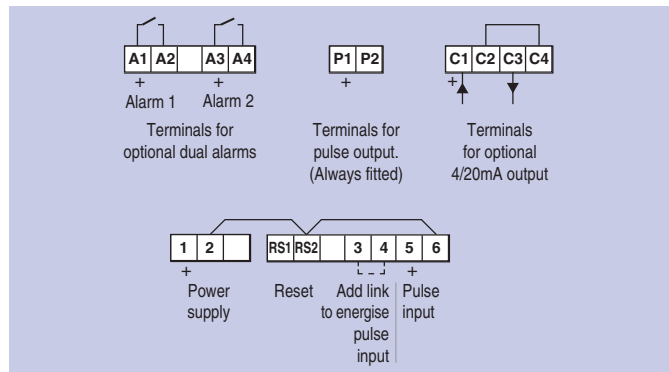 A1 A2 A3 A4
+ +
Alarm 1 Alarm 2
Terminals for
optional dual alarms
P1 P2
+
Terminals for
pulse output.
(Always fitted)
C1 C2 C3 C4
+
Terminals
for optional
4/20mA output
1 2 RS1 RS2 3 4 5 6
+ +
Power
supply
Reset
Add link
to energise
pulse
input
Pulse
input